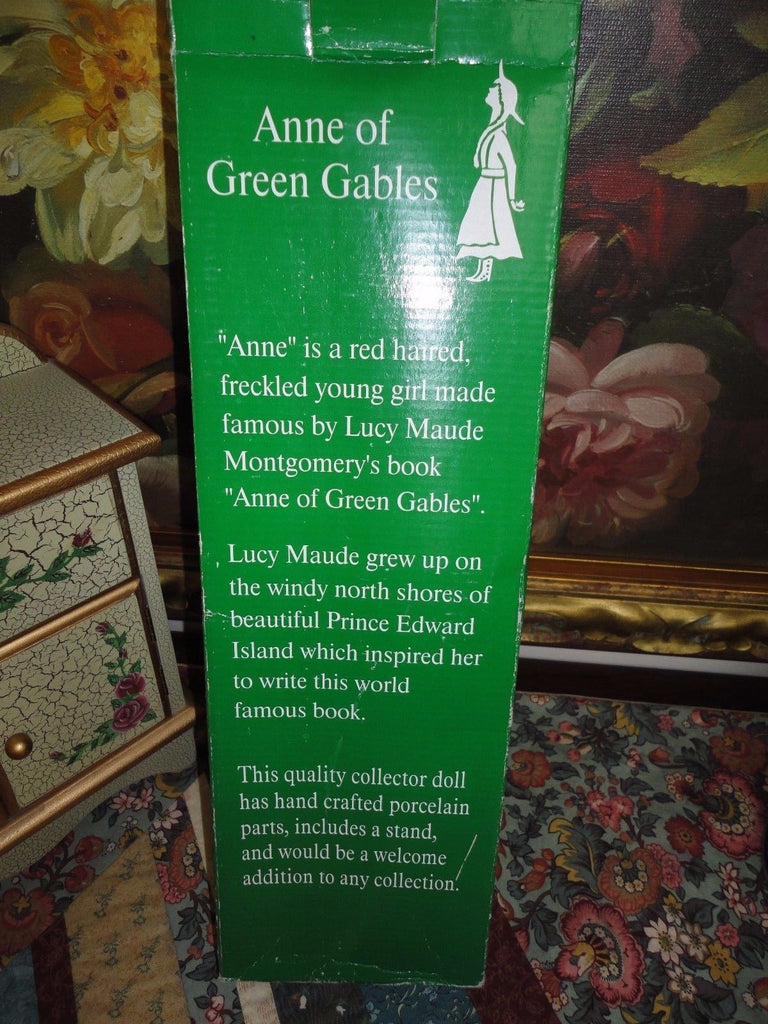 Anne of
Green Gables
"Anne" is a red haired,
freckled young girl made
famous by Lucy Maude
Montgomery's book
"Anne of Green Gables".
Lucy Maude grew up on
the windy north shores of
beautiful Prince Edward
Island which inspired her
to write this world
famous book.
This quality collector doll
has hand crafted porcelain
parts, includes a stand,
and would be a welcome
addition to any collection.